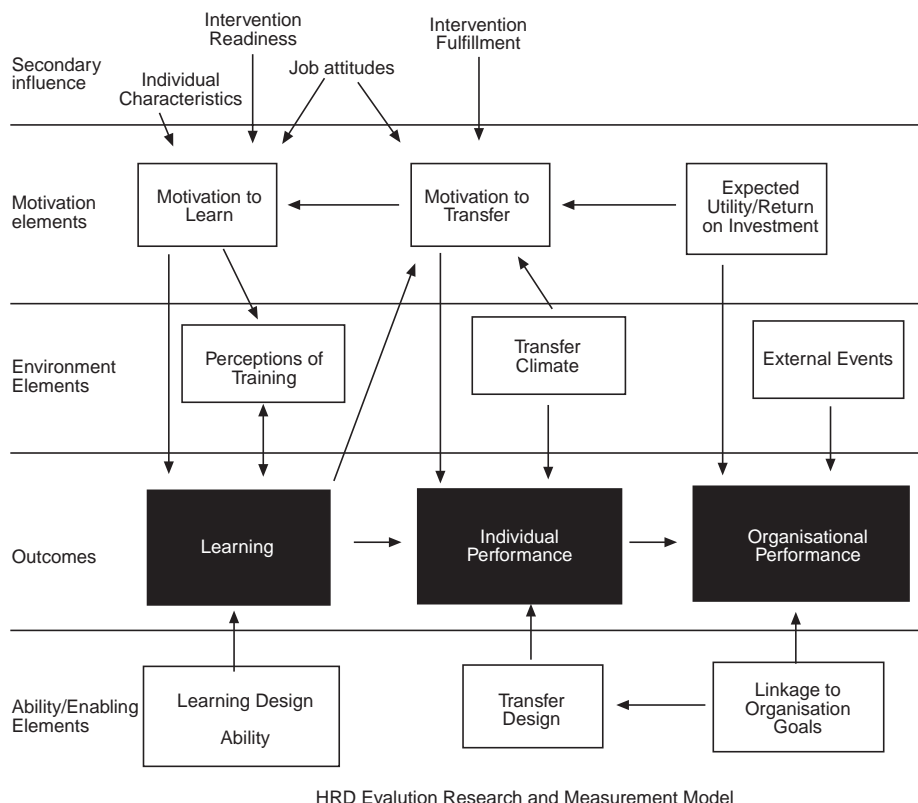 Secondary
influence
Individual
Characteristics
Intervention
Readiness
Job attitudes
Intervention
Fulfillment
Motivation
elements
Motivation to
Learn
Motivation to
Transfer
Expected
Utility/Return
on Investment
Environment
Elements
Perceptions of
Training
Transfer
Climate
External Events
Outcomes
Learning
Individual
Performance
Organisational
Performance
Ability/Enabling
Elements
Learning Design
Ability
Transfer
Design
Linkage to
Organisation
Goals
HRD Evalution Research and Measurement Model